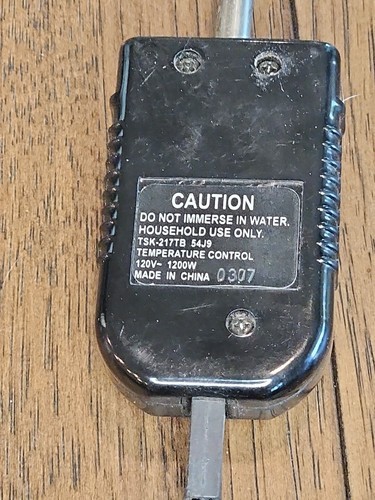 CAUTION
DO NOT IMMERSE IN WATER.
HOUSEHOLD USE ONLY.
TSK-217TB 54J9
TEMPERATURE CONTROL
120V~ 1200W
MADE IN CHINA 0307